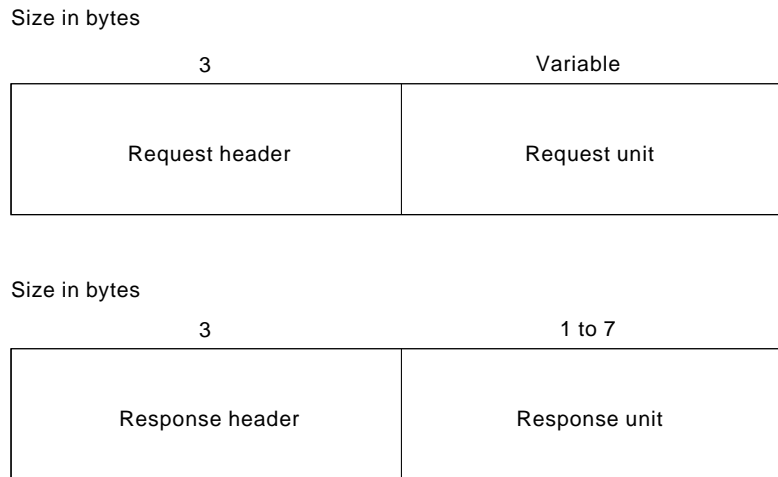 Size in bytes
3 Variable
Request header Request unit
Size in bytes
3 1 to 7
Response header Response unit